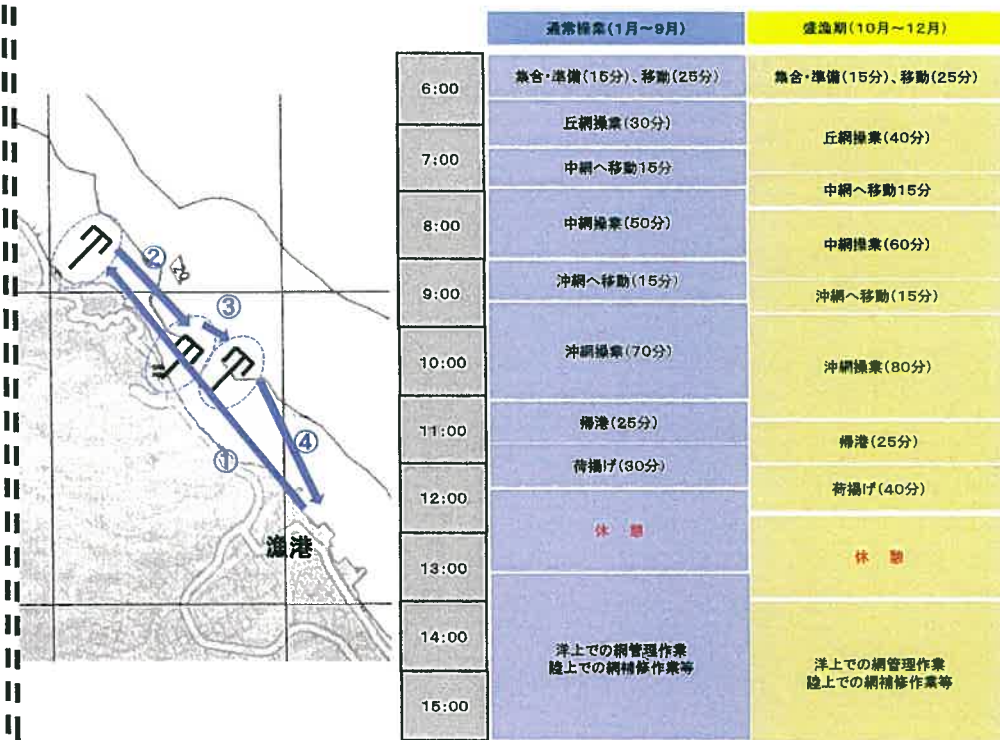 ②
29
③
④
①
漁港
通常操業(1月～9月)
盛漁期(10月～12月)
6:00
7:00
8:00
9:00
10:00
11:00
12:00
13:00
14:00
15:00
集合・準備(15分)、移動(25分)
丘網操業(30分)
中網へ移動15分
中網操業(50分)
沖網へ移動(15分)
沖網操業(70分)
帰港(25分)
荷揚げ(30分)
休 憩
洋上での網管理作業
陸上での網補修作業等
集合・準備(15分)、移動(25分)
丘網操業(40分)
中網へ移動15分
中網操業(60分)
沖網へ移動(15分)
沖網操業(80分)
帰港(25分)
荷揚げ(40分)
休 憩
洋上での網管理作業
陸上での網補修作業等